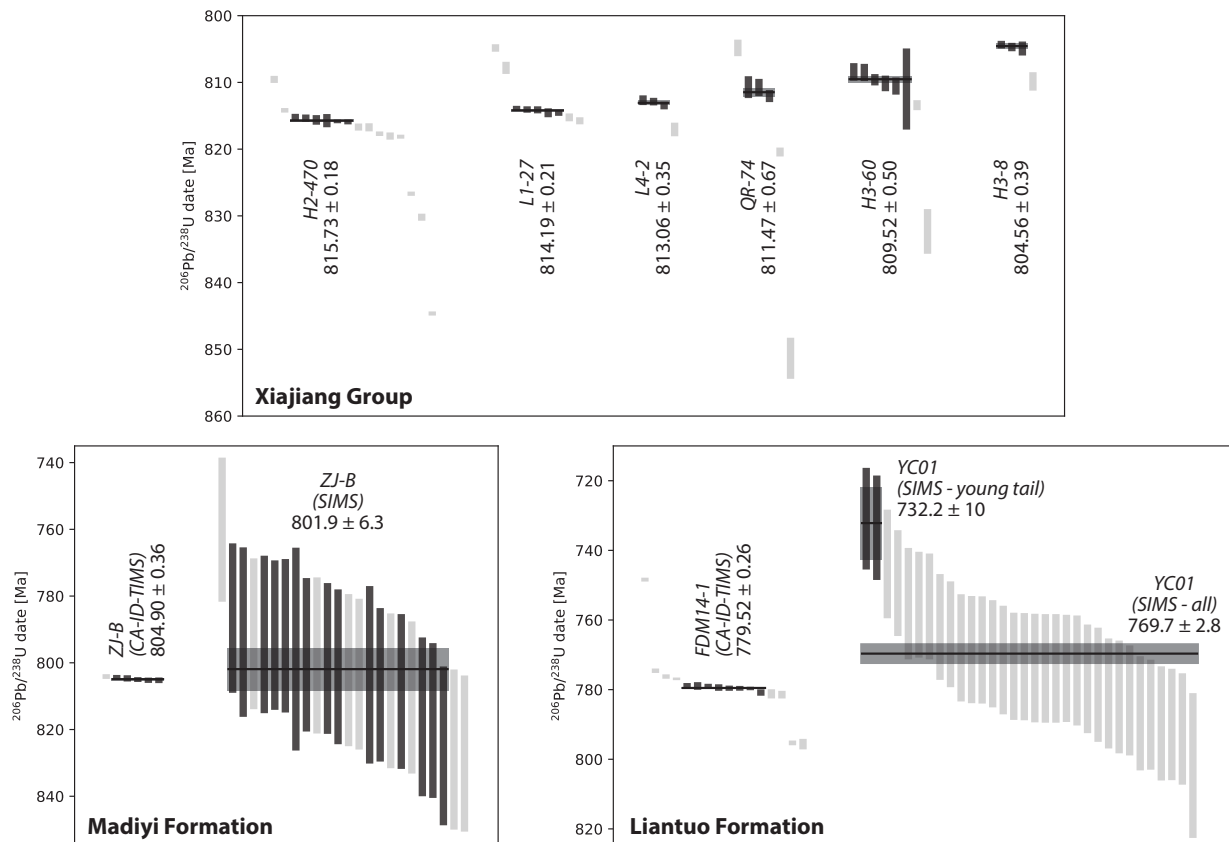 800
810
820
830
840
850
860
²⁰⁶Pb/²³⁸U date [Ma]
H2-470
815.73 ± 0.18
L1-27
814.19 ± 0.21
L4-2
813.06 ± 0.35
QR-74
811.47 ± 0.67
H3-60
809.52 ± 0.50
H3-8
804.56 ± 0.39
Xiajiang Group
740
760
780
800
820
840
²⁰⁶Pb/²³⁸U date [Ma]
ZJ-B
(CA-ID-TIMS)
804.90 ± 0.36
ZJ-B
(SIMS)
801.9 ± 6.3
Madiyi Formation
720
740
760
780
800
820
²⁰⁶Pb/²³⁸U date [Ma]
FDM14-1
(CA-ID-TIMS)
779.52 ± 0.26
YC01
(SIMS - young tail)
732.2 ± 10
YC01
(SIMS - all)
769.7 ± 2.8
Liantuo Formation